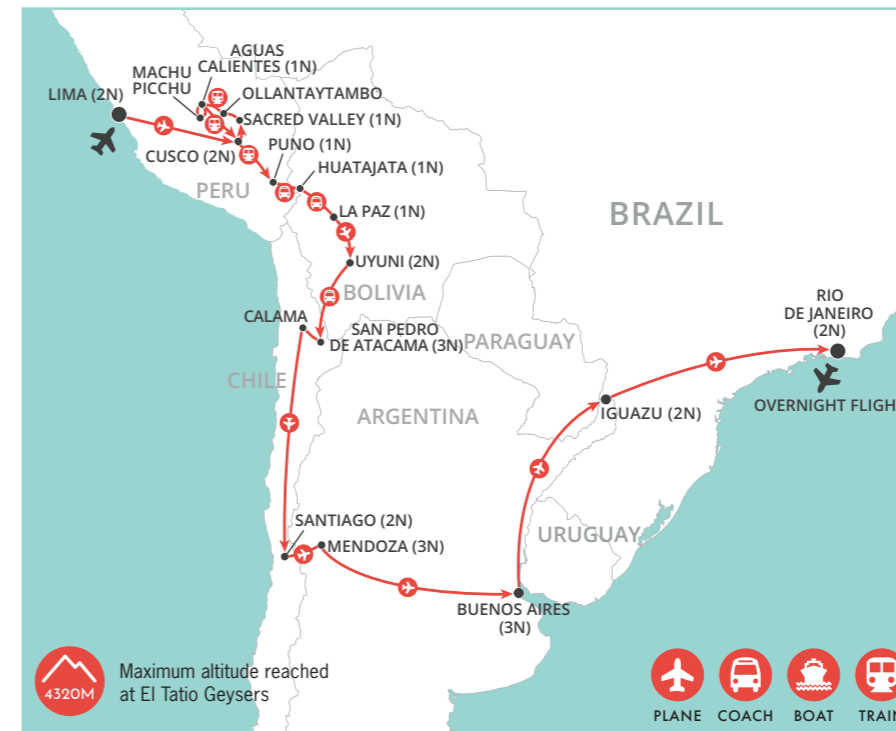 AGUAS
CALIENTES (1N)
MACHU
PICCHU
OLLANTAYTAMBO
LIMA (2N)
SACRED VALLEY (1N)
CUSCO (2N)
PUNO (1N)
HUATAJATA (1N)
PERU
LA PAZ (1N)
BRAZIL
UYUNI (2N)
BOLIVIA
RIO
DE JANEIRO
(2N)
CALAMA
SAN PEDRO
DE ATACAMA (3N)
PARAGUAY
CHILE
OVERNIGHT FLIGH
IGUAZU (2N)
ARGENTINA
SANTIAGO (2N)
MENDOZA (3N)
URUGUAY
BUENOS AIRES
(3N)
4320M
Maximum altitude reached
at El Tatio Geysers
PLANE COACH BOAT TRAIN